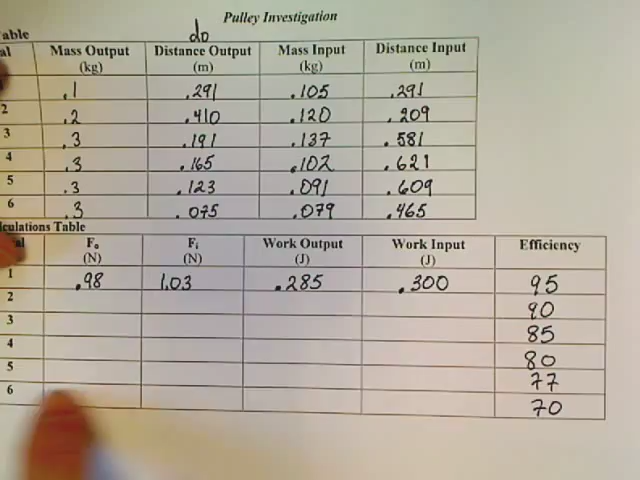 Pulley Investigation
able
do
al Mass Output Distance Output Mass Input Distance Input
(kg) (m) (kg) (m)
.1 .291 .105 .291
2 .2 .410 .120 .209
3 .3 .191 .137 .581
4 .3 .165 .102 .621
5 .3 .123 .091 .609
6 .3 .075 .079 .465
lculations Table
al Fo Fi Work Output Work Input Efficiency
(N) (N) (J) (J)
1 .98 1.03 .285 .300 95
2 90
3 85
4 80
5 77
6 70